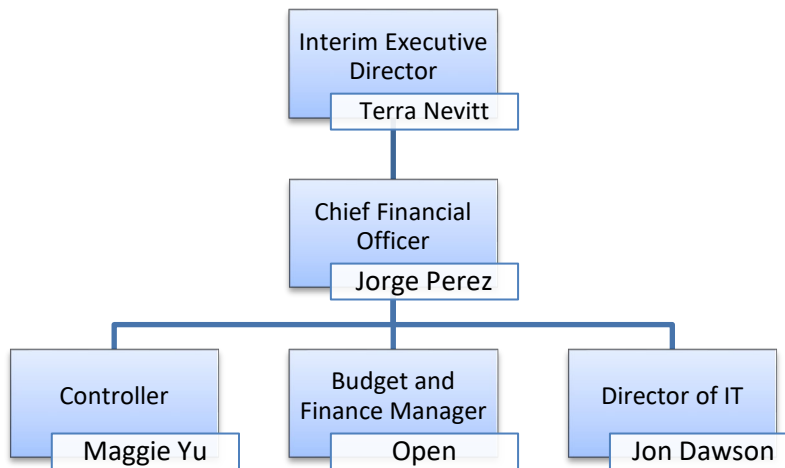 Interim Executive
Director
Terra Nevitt
Chief Financial
Officer
Jorge Perez
Controller
Maggie Yu
Budget and
Finance Manager
Open
Director of IT
Jon Dawson